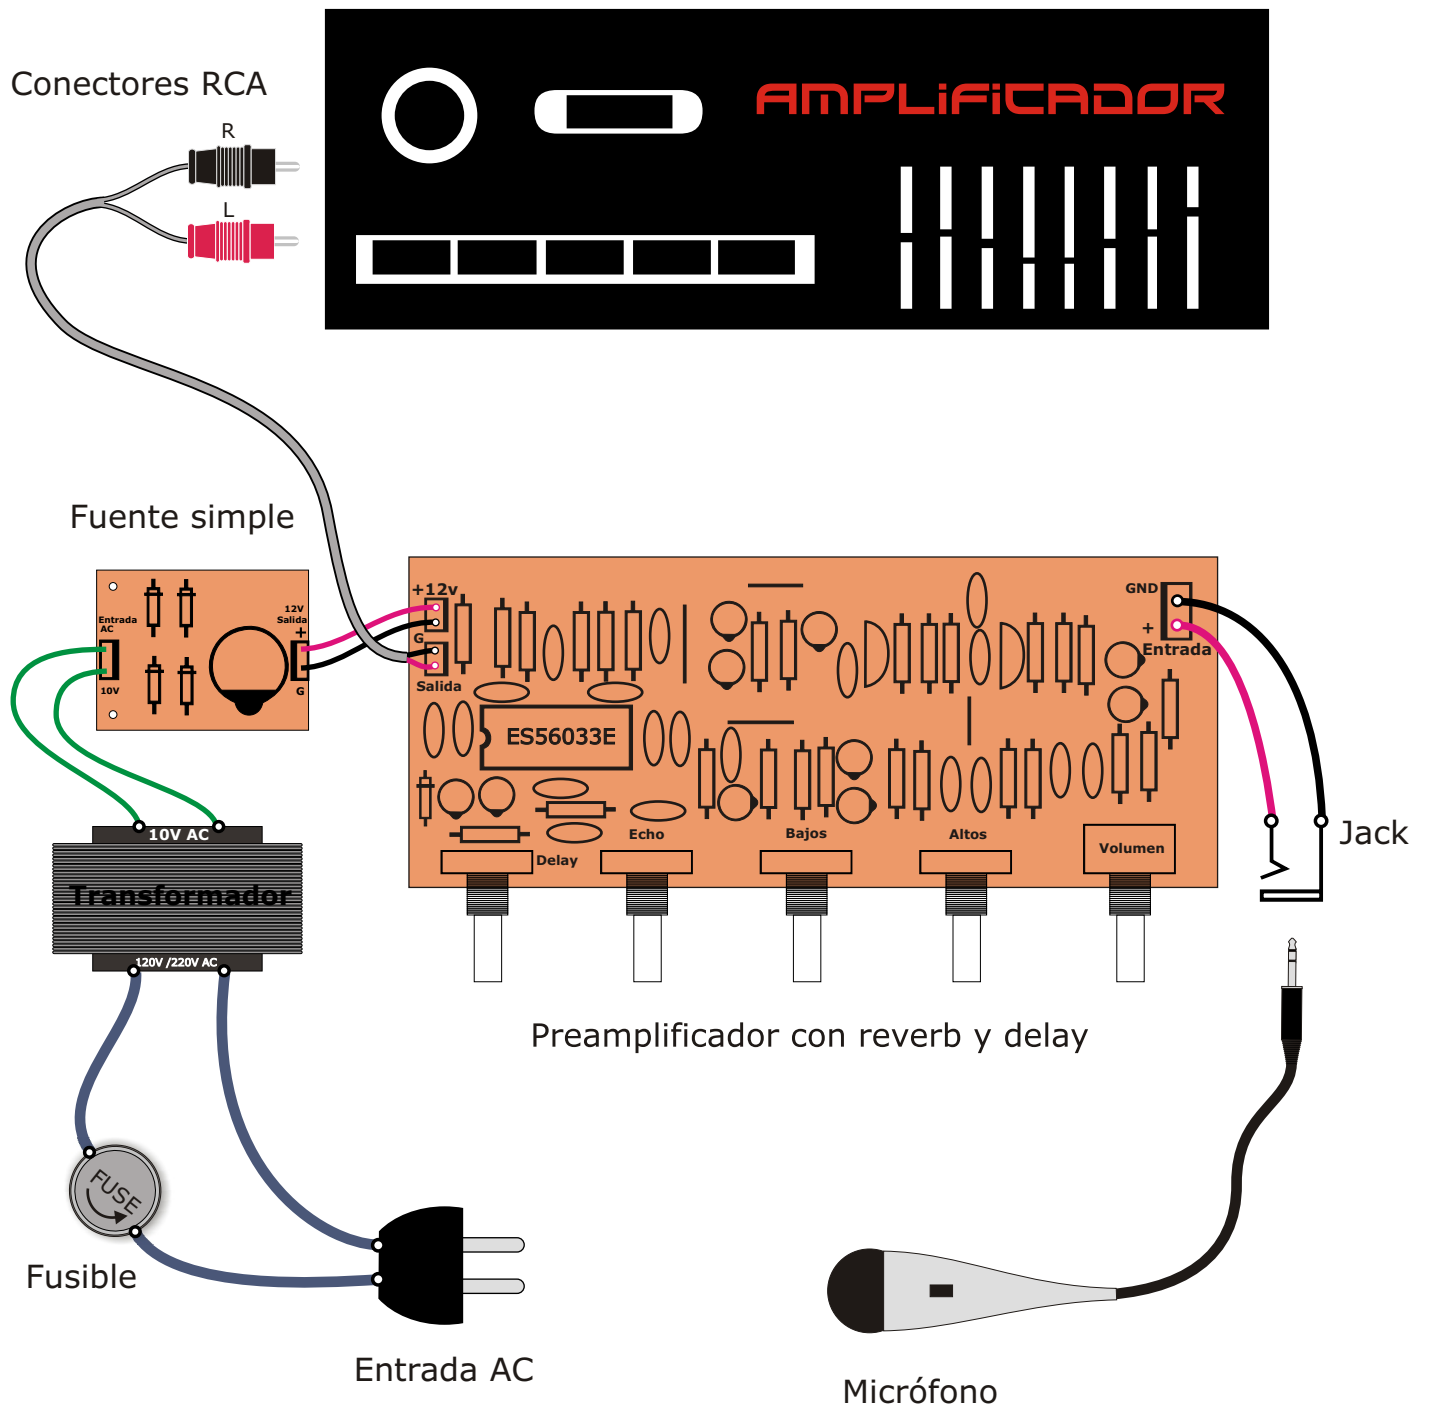 AMPLiFiCADOR
Conectores RCA
R
L
Fuente simple
Entrada
AC
10V
12V
Salida
+
G
+12v
G
Salida
GND
+
Entrada
ES56033E
Delay
Echo
Bajos
Altos
Volumen
Jack
10V AC
Transformador
120V /220V AC
Preamplificador con reverb y delay
FUSE
Fusible
Entrada AC
Micrófono